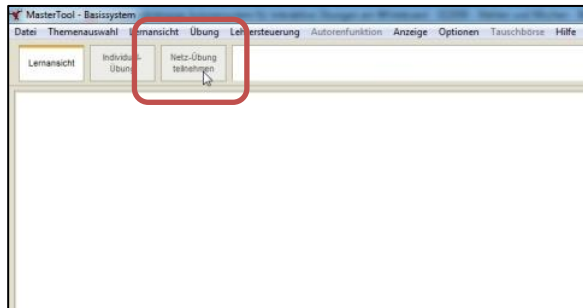 MasterTool - Basissystem
Datei Themenauswahl Lernansicht Übung Lehrersteuerung Autorenfunktion Anzeige Optionen Tauschbörse Hilfe
Lernansicht
Individual-
Übung
Netz-Übung
teilnehmen